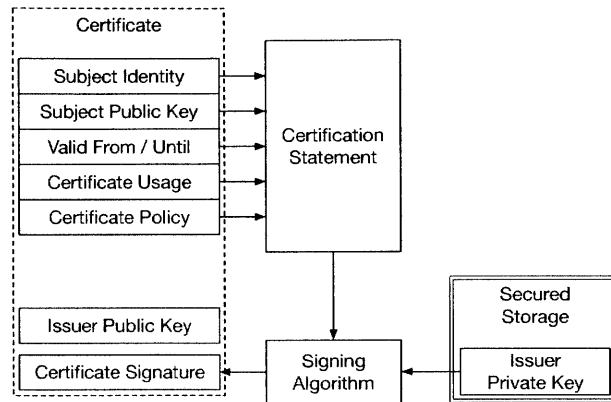 Certificate
Subject Identity
Subject Public Key
Valid From / Until
Certificate Usage
Certificate Policy
Certification
Statement
Issuer Public Key
Certificate Signature
Signing
Algorithm
Secured
Storage
Issuer
Private Key